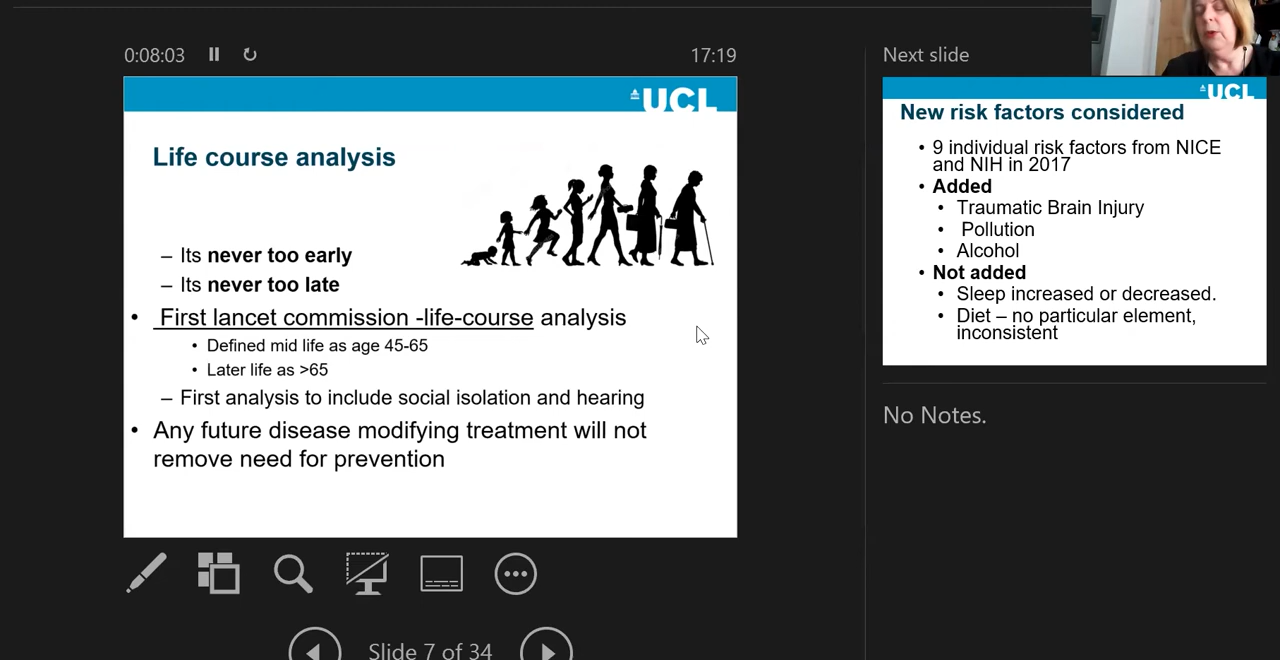 0:08:03
17:19
UCL
Life course analysis
– Its never too early
– Its never too late
• First lancet commission -life-course analysis
• Defined mid life as age 45-65
• Later life as >65
– First analysis to include social isolation and hearing
• Any future disease modifying treatment will not
remove need for prevention
Slide 7 of 34
Next slide
UCL
New risk factors considered
• 9 individual risk factors from NICE
and NIH in 2017
• Added
• Traumatic Brain Injury
• Pollution
• Alcohol
• Not added
• Sleep increased or decreased.
• Diet – no particular element,
inconsistent
No Notes.